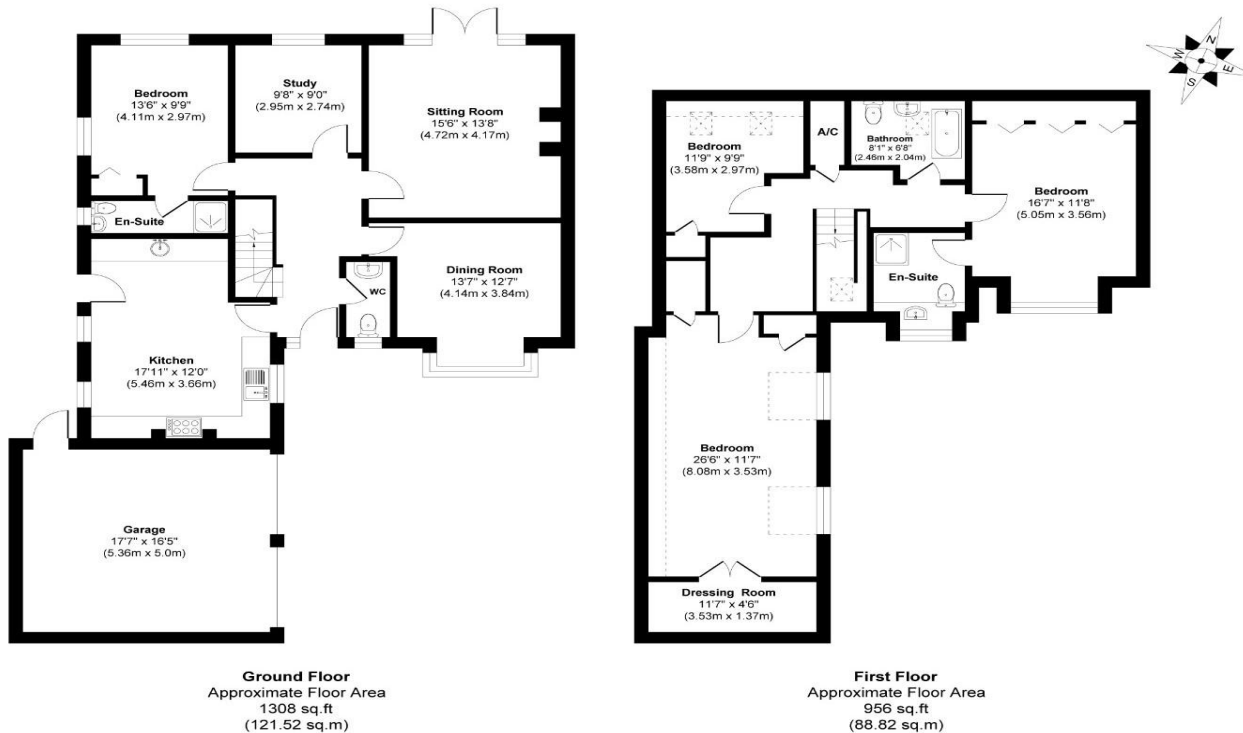 Bedroom
13'6" x 9'9"
(4.11m x 2.97m)
Study
9'8" x 9'0"
(2.95m x 2.74m)
Sitting Room
15'6" x 13'8"
(4.72m x 4.17m)
En-Suite
WC
Dining Room
13'7" x 12'7"
(4.14m x 3.84m)
Kitchen
17'11" x 12'0"
(5.46m x 3.66m)
Garage
17'7" x 16'5"
(5.36m x 5.0m)
Ground Floor
Approximate Floor Area
1308 sq.ft
(121.52 sq.m)
N
W
E
S
Bedroom
11'9" x 9'9"
(3.58m x 2.97m)
A/C
Bathroom
8'1" x 6'8"
(2.46m x 2.04m)
Bedroom
16'7" x 11'8"
(5.05m x 3.56m)
En-Suite
Bedroom
26'6" x 11'7"
(8.08m x 3.53m)
Dressing Room
11'7" x 4'6"
(3.53m x 1.37m)
First Floor
Approximate Floor Area
956 sq.ft
(88.82 sq.m)